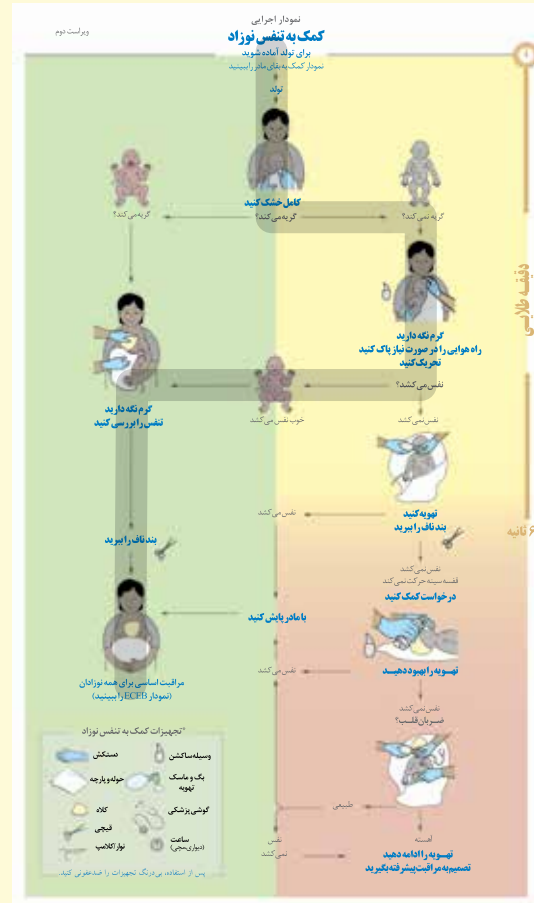 نمودار اجرایی
ویراست دوم
کمک به تنفس نوزاد
برای تولد آماده شوید
نمودار کمک به بقای مادر را ببینید
تولد
کامل خشک کنید
گریه می‌کند؟
گریه نمی‌کند؟
گریه می‌کند؟
دقیقه طلایی
گرم نگه دارید
راه هوایی را در صورت نیاز پاک کنید
تحریک کنید
نفس می‌کشد؟
گرم نگه دارید
تنفس را بررسی کنید
خوب نفس می‌کشد
نفس نمی‌کشد
تهویه کنید
بند ناف را ببرید
نفس می‌کشد
۶ ثانیه
بند ناف را ببرید
نفس نمی‌کشد
قفسه سینه حرکت نمی‌کند
درخواست کمک کنید
با مادر پایش کنید
تهـــویه را بهبود دهیـــد
نفس می‌کشد
مراقبت اساسی برای همه نوزادان
(نمودار ECEB را ببینید)
نفس نمی‌کشد
ضــربان قلب؟
طبیعی
آهسته
نفس
نمی‌کشد
تهـــویه را ادامه دهید
تصمیم به مراقبت پیشرفته بگیرید
*تجهیزات کمک به تنفس نوزاد
وسیله ساکشن
دستکش
بگ و ماسک
تهویه
حوله و پارچه
گوشی پزشکی
کلاه
قیچی
ساعت
(دیواری/مچی)
نوار/کلامپ
پس از استفاده، بی‌درنگ تجهیزات را ضدعفونی کنید.